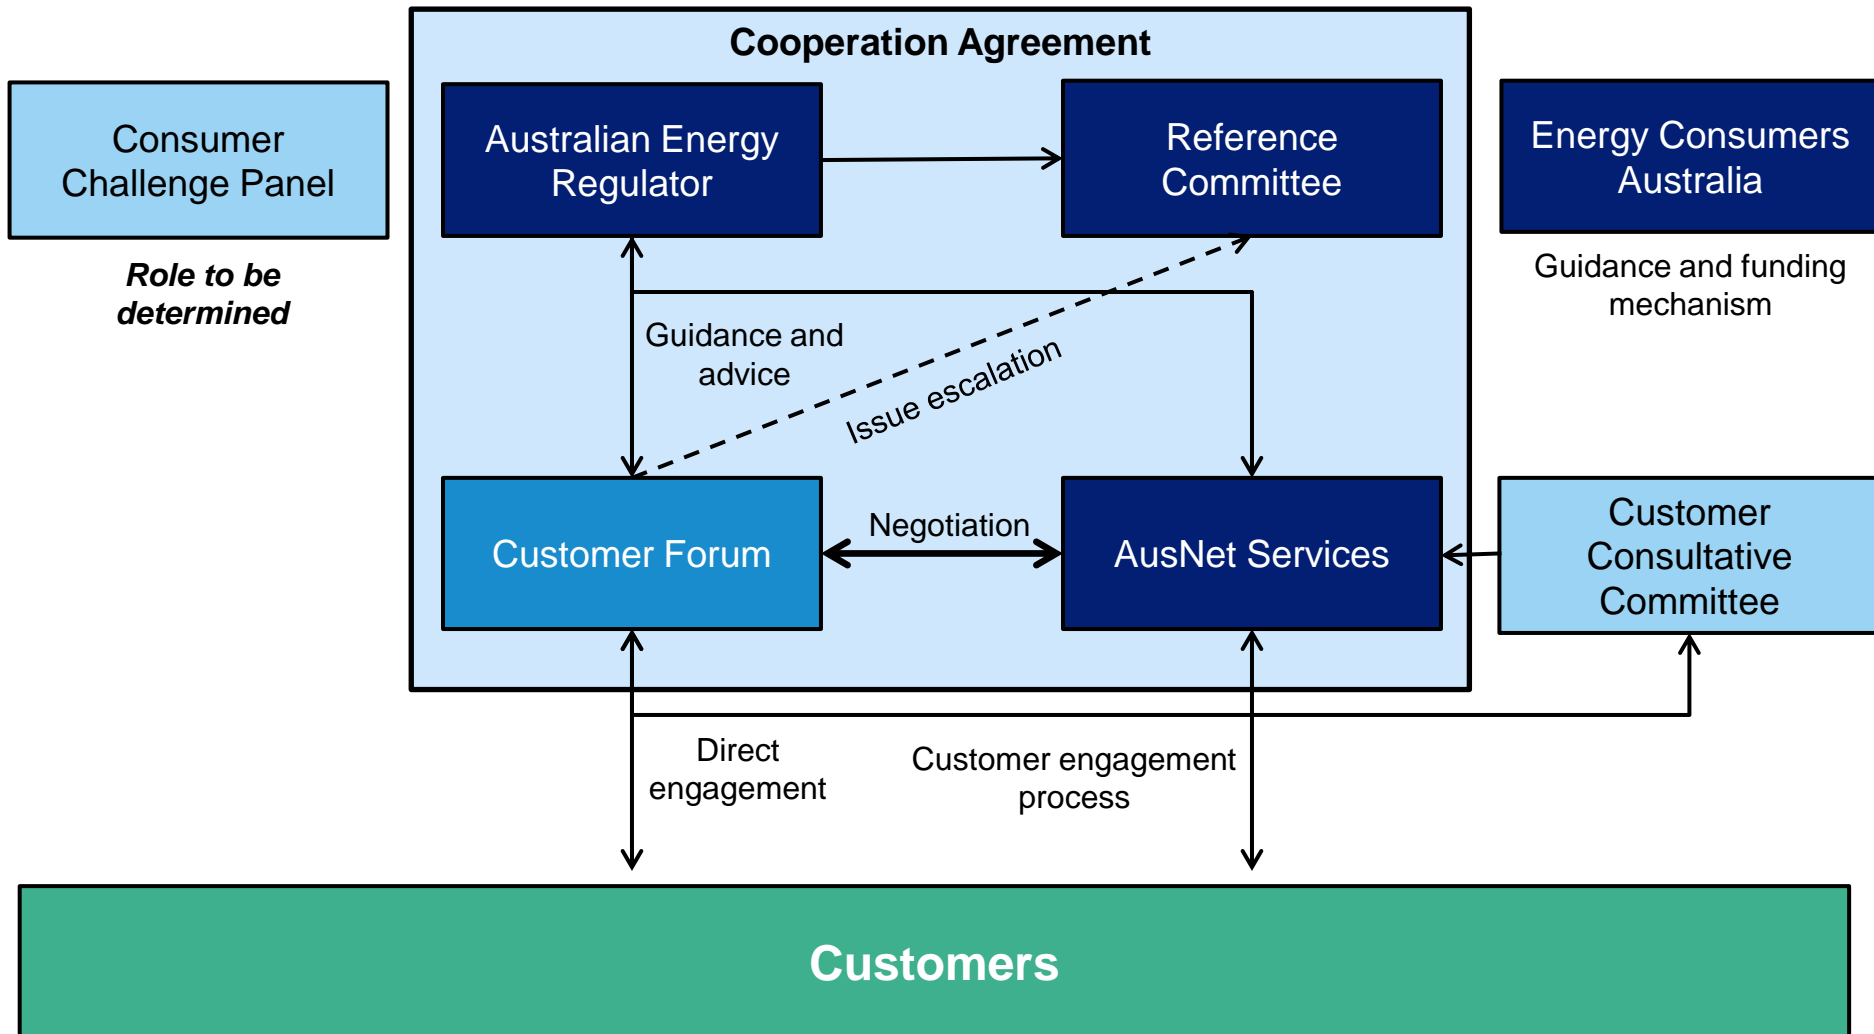 Cooperation Agreement
Consumer
Challenge Panel
Role to be
determined
Australian Energy
Regulator
Reference
Committee
Energy Consumers
Australia
Guidance and funding
mechanism
Guidance and
advice
Issue escalation
Customer Forum
Negotiation
AusNet Services
Customer
Consultative
Committee
Direct
engagement
Customer engagement
process
Customers